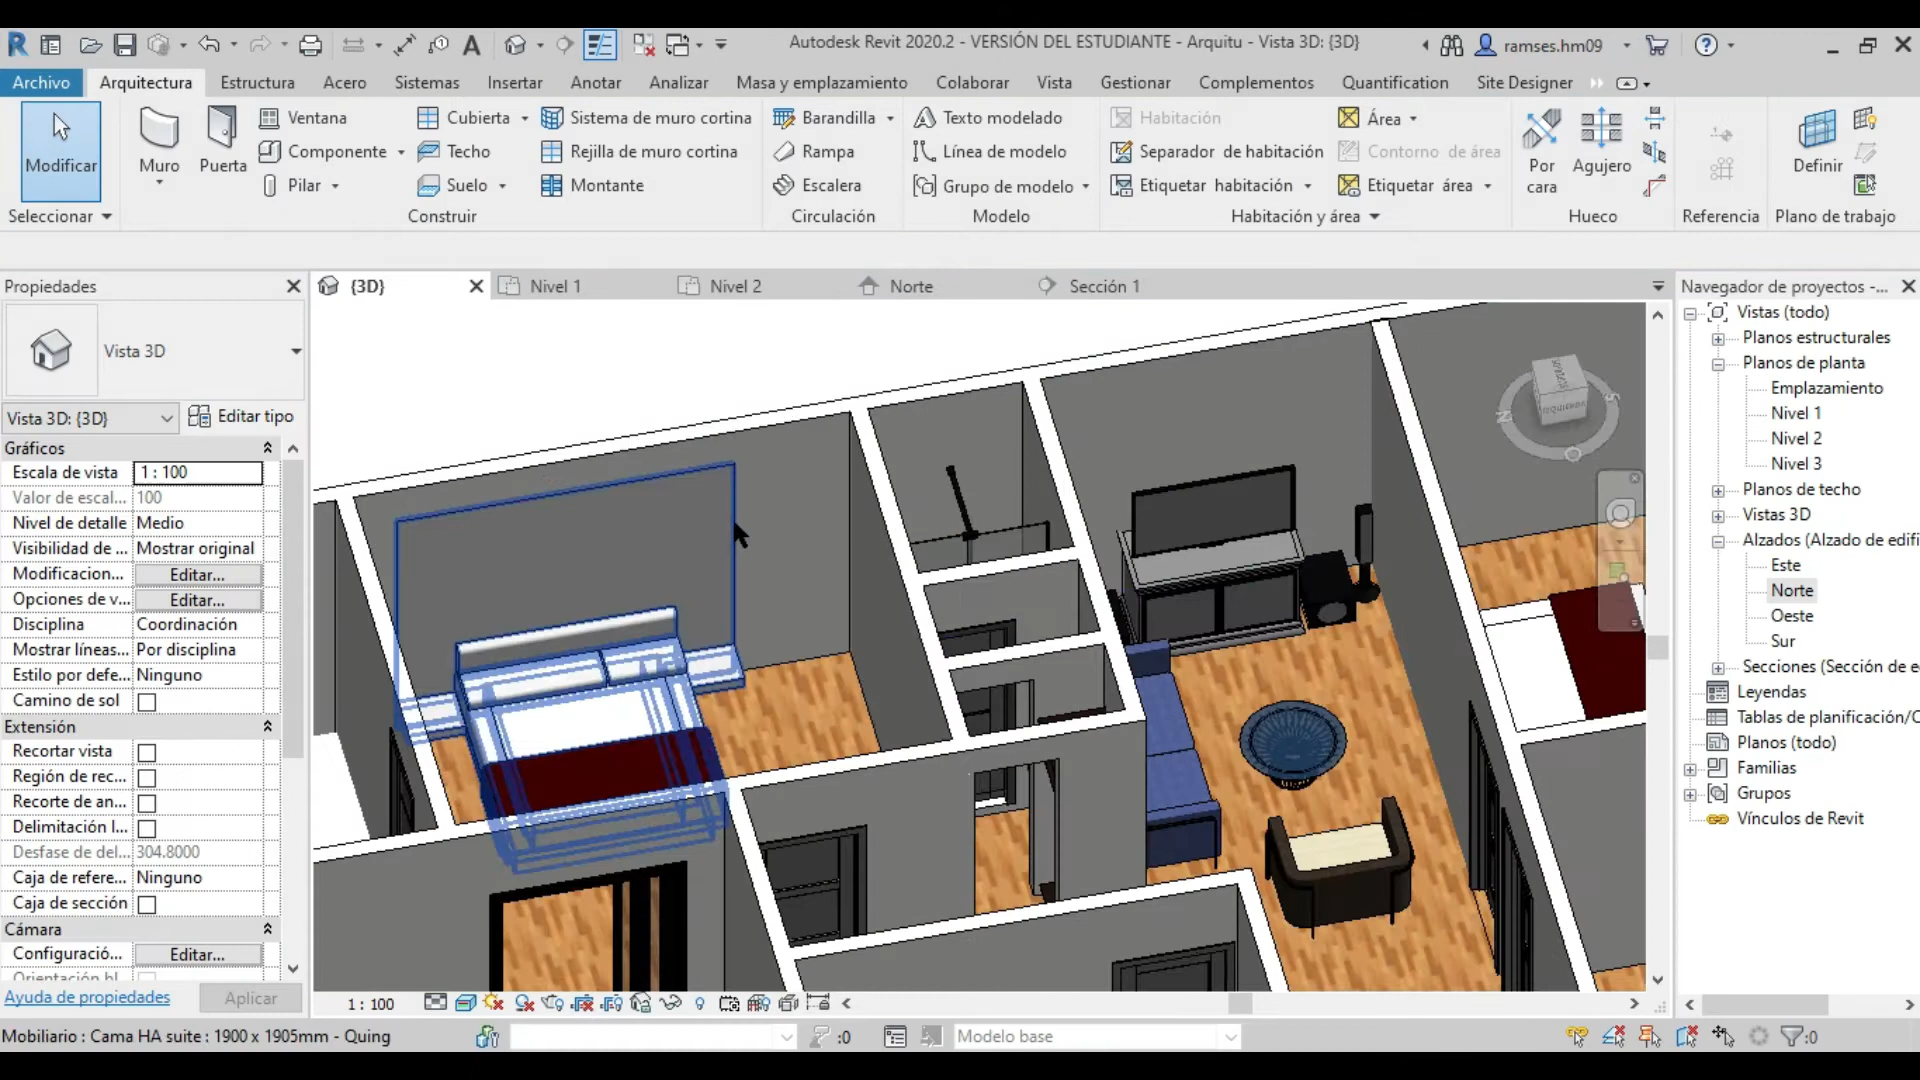 Autodesk Revit 2020.2 - VERSIÓN DEL ESTUDIANTE - Arquitu - Vista 3D: {3D}
ramses.hm09
Archivo Arquitectura Estructura Acero Sistemas Insertar Anotar Analizar Masa y emplazamiento Colaborar Vista Gestionar Complementos Quantification Site Designer
Modificar
Muro
Puerta
Ventana
Componente
Pilar
Cubierta
Techo
Suelo
Sistema de muro cortina
Rejilla de muro cortina
Montante
Barandilla
Rampa
Escalera
Texto modelado
Línea de modelo
Grupo de modelo
Habitación
Separador de habitación
Etiquetar habitación
Área
Contorno de área
Etiquetar área
Por cara
Agujero
Definir
Seleccionar Construir Circulación Modelo Habitación y área Hueco Referencia Plano de trabajo
Propiedades
{3D} Nivel 1 Nivel 2 Norte Sección 1
Vista 3D
Vista 3D: {3D} Editar tipo
Gráficos
Escala de vista 1 : 100
Valor de escal... 100
Nivel de detalle Medio
Visibilidad de ... Mostrar original
Modificacion... Editar...
Opciones de v... Editar...
Disciplina Coordinación
Mostrar líneas... Por disciplina
Estilo por defe... Ninguno
Camino de sol
Extensión
Recortar vista
Región de rec...
Recorte de an...
Delimitación l...
Desfase de del... 304.8000
Caja de refere... Ninguno
Caja de sección
Cámara
Configuració... Editar...
Ayuda de propiedades Aplicar
N
S
Navegador de proyectos -...
Vistas (todo)
Planos estructurales
Planos de planta
Emplazamiento
Nivel 1
Nivel 2
Nivel 3
Planos de techo
Vistas 3D
Alzados (Alzado de edifi
Este
Norte
Oeste
Sur
Secciones (Sección de e
Leyendas
Tablas de planificación/C
Planos (todo)
Familias
Grupos
Vínculos de Revit
1 : 100
Mobiliario : Cama HA suite : 1900 x 1905mm - Quing
:0
Modelo base
:0